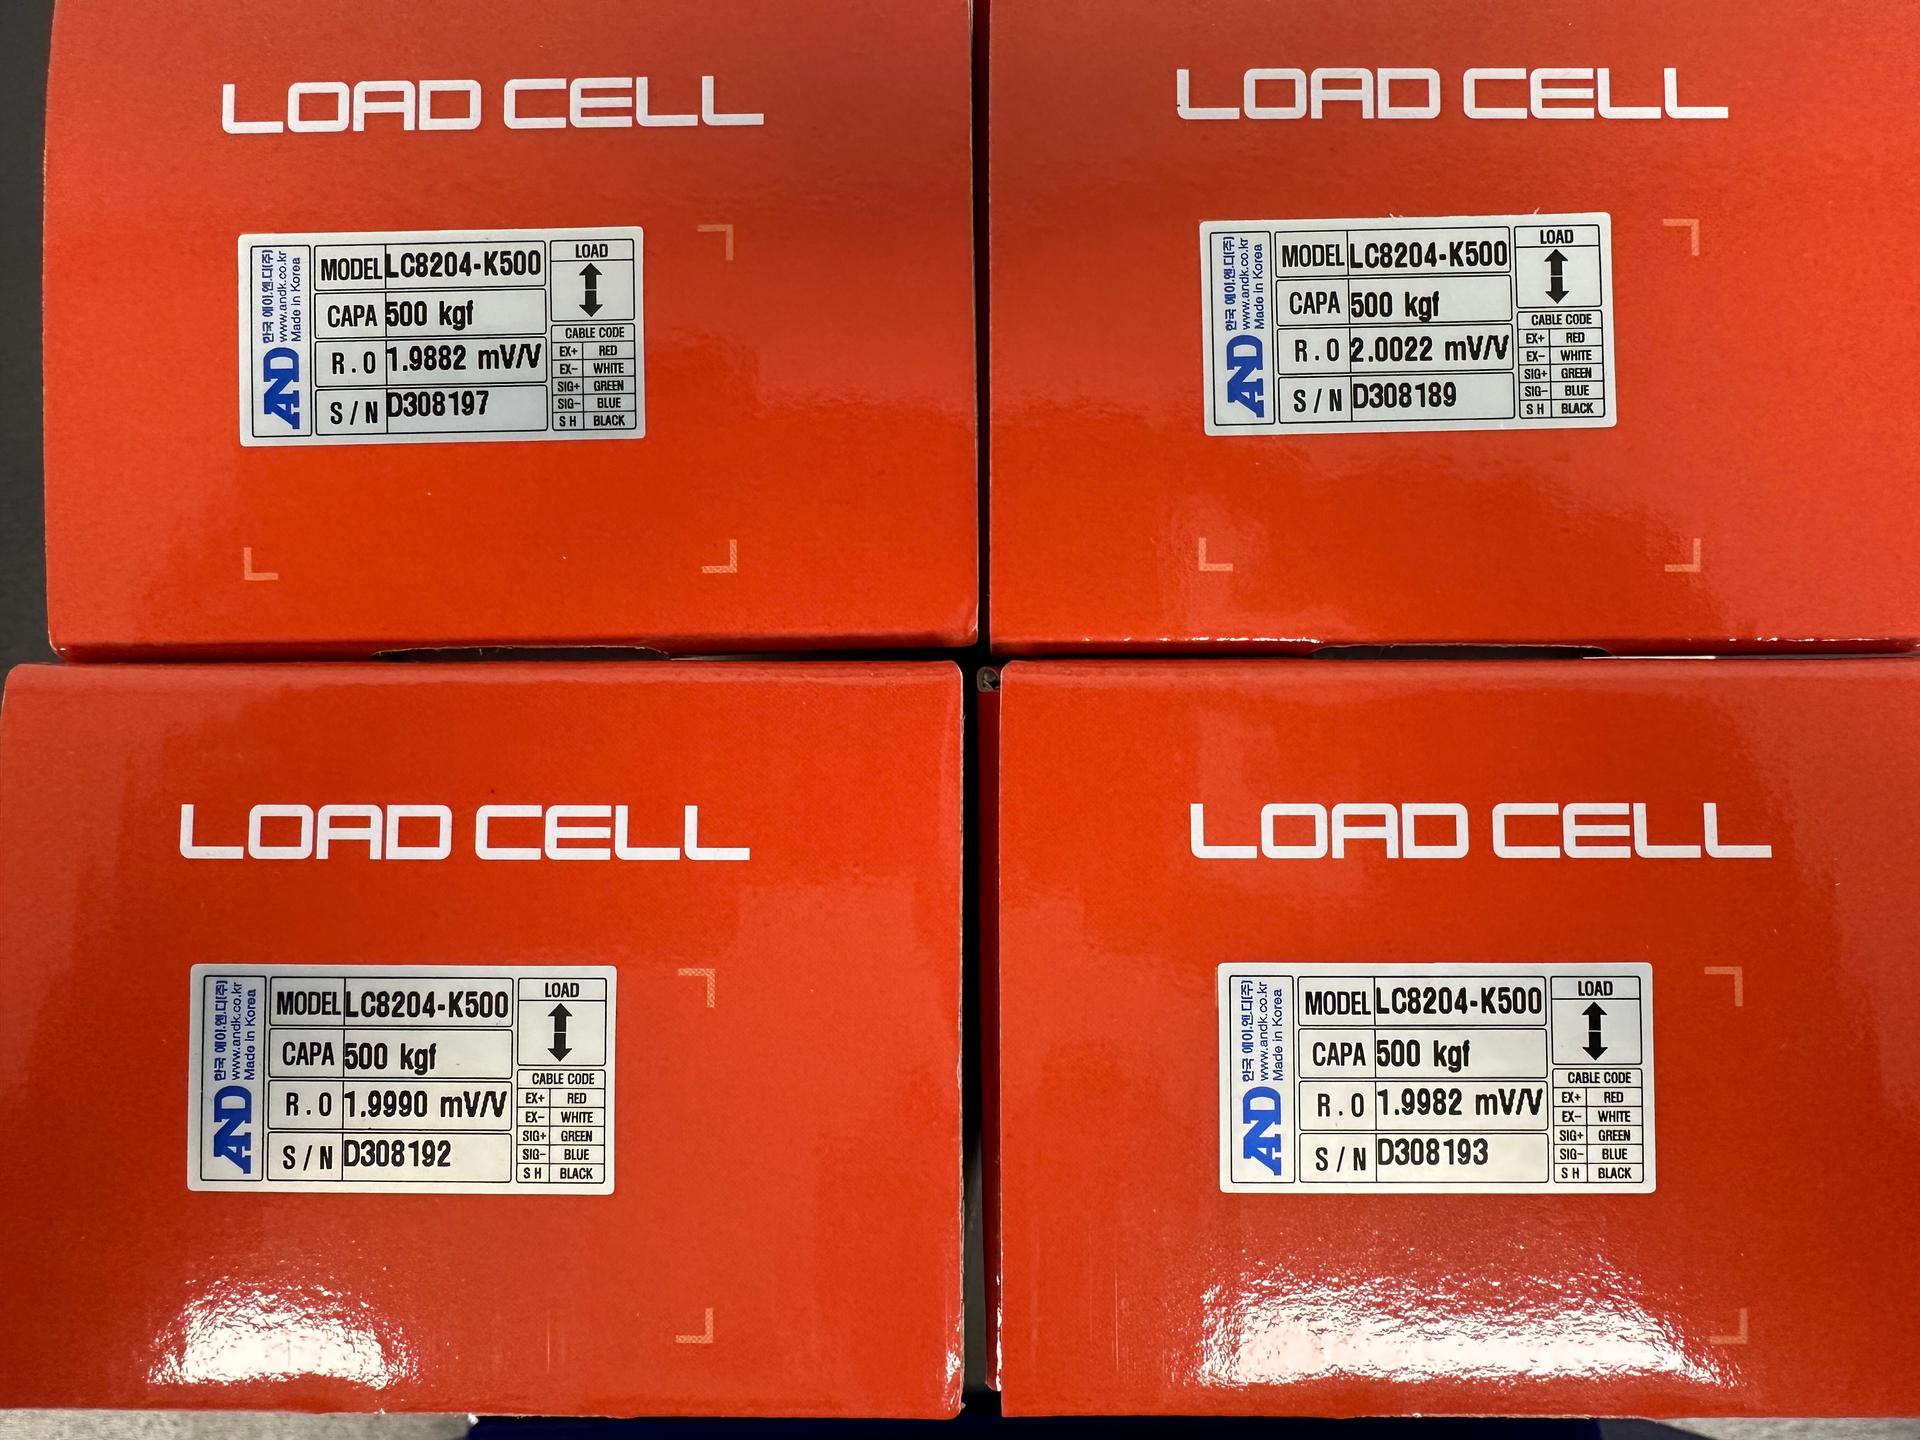 LOAD CELL
한국 에이.엔.디(주)
www.andk.co.kr
Made in Korea
AND
MODEL LC8204-K500
CAPA 500 kgf
R.O 1.9882 mV/V
S/N D308197
LOAD
CABLE CODE
EX+ RED
EX- WHITE
SIG+ GREEN
SIG- BLUE
S H BLACK
LOAD CELL
한국 에이.엔.디(주)
www.andk.co.kr
Made in Korea
AND
MODEL LC8204-K500
CAPA 500 kgf
R.O 2.0022 mV/V
S/N D308189
LOAD
CABLE CODE
EX+ RED
EX- WHITE
SIG+ GREEN
SIG- BLUE
S H BLACK
LOAD CELL
한국 에이.엔.디(주)
www.andk.co.kr
Made in Korea
AND
MODEL LC8204-K500
CAPA 500 kgf
R.O 1.9990 mV/V
S/N D308192
LOAD
CABLE CODE
EX+ RED
EX- WHITE
SIG+ GREEN
SIG- BLUE
S H BLACK
LOAD CELL
한국 에이.엔.디(주)
www.andk.co.kr
Made in Korea
AND
MODEL LC8204-K500
CAPA 500 kgf
R.O 1.9982 mV/V
S/N D308193
LOAD
CABLE CODE
EX+ RED
EX- WHITE
SIG+ GREEN
SIG- BLUE
S H BLACK